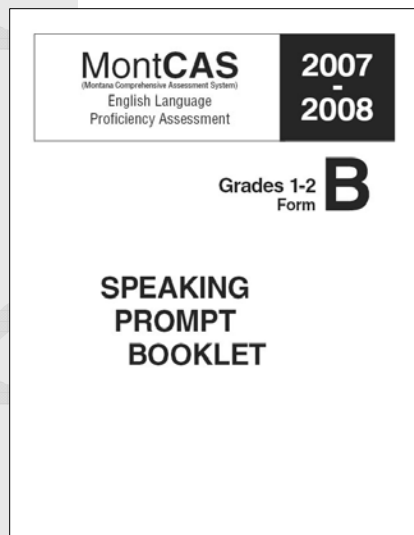 MontCAS
(Montana Comprehensive Assessment System)
English Language
Proficiency Assessment
2007
-
2008
Grades 1-2
Form
B
SPEAKING
PROMPT
BOOKLET